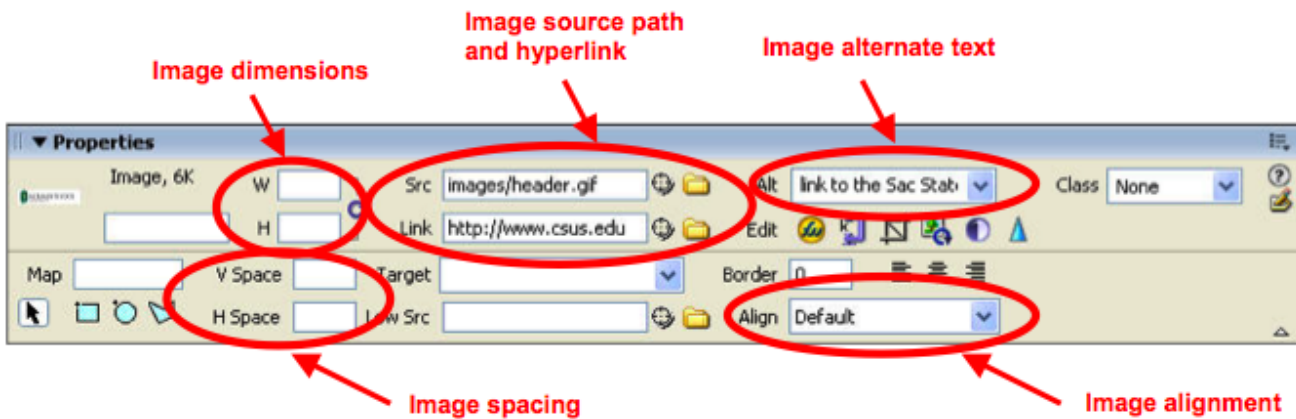 Image source path
and hyperlink
Image alternate text
Image dimensions
Properties
Image, 6K
W
Src images/header.gif
Alt link to the Sac Stat
Class None
H
Link http://www.csus.edu
Edit
Map
V Space
Target
Border 0
H Space
Low Src
Align Default
Image spacing
Image alignment